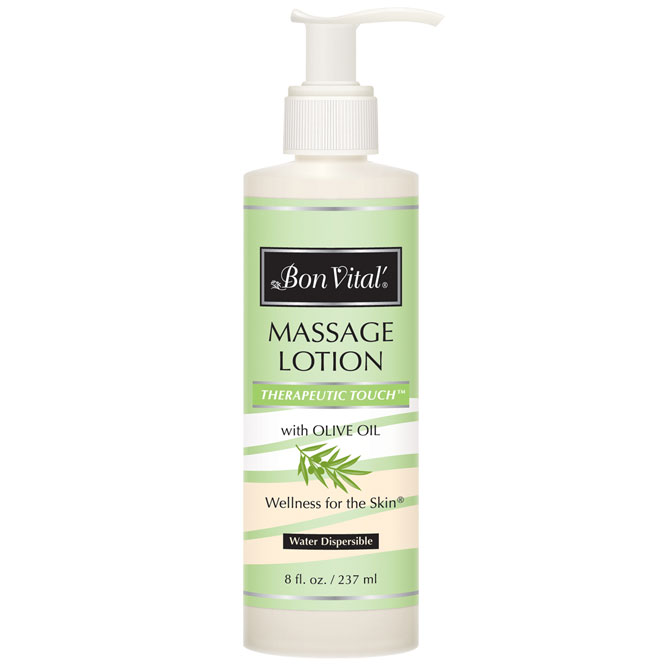 Bon Vital'®
MASSAGE
LOTION
THERAPEUTIC TOUCH™
with OLIVE OIL
Wellness for the Skin®
Water Dispersible
8 fl. oz. / 237 ml